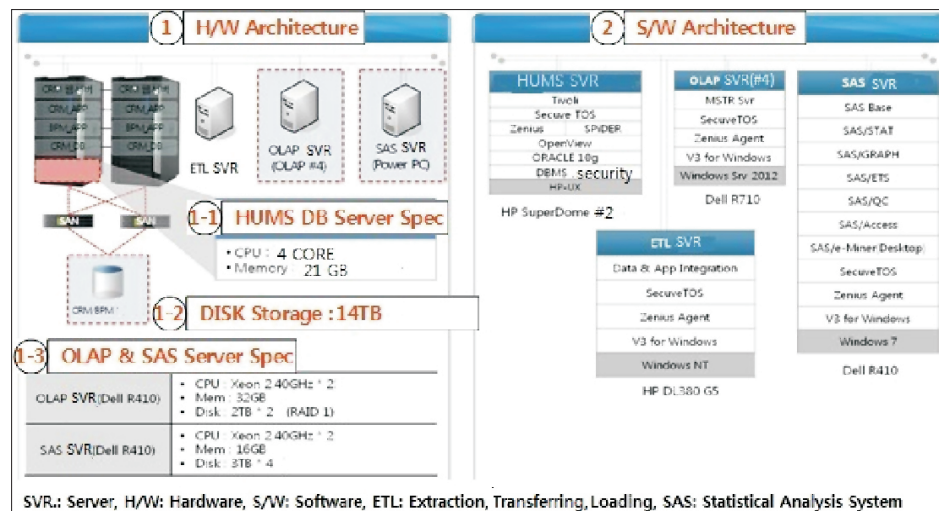 1 H/W Architecture
CRM_APP
CRM_APP
BPM_APP
BPM_APP
CRM_DB
CRM_DB
ETL SVR
OLAP SVR
(OLAP #4)
SAS SVR
(Power PC)
SAN
SAN
1-1 HUMS DB Server Spec
• CPU : 4 CORE
• Memory : 21 GB
CRM/BPM
1-2 DISK Storage :14TB
1-3 OLAP & SAS Server Spec
OLAP SVR(Dell R410)
• CPU : Xeon 2.40GHz * 2
• Mem : 32GB
• Disk : 2TB * 2 (RAID 1)
SAS SVR(Dell R410)
• CPU : Xeon 2.40GHz * 2
• Mem : 16GB
• Disk : 3TB * 4
2 S/W Architecture
HUMS SVR
Tivoli
Secuve TOS
Zenius SPiDER
OpenView
ORACLE 10g
DBMS security
HP-UX
HP SuperDome #2
OLAP SVR(#4)
MSTR Svr
SecuveTOS
Zenius Agent
V3 for Windows
Windows Srv 2012
Dell R710
SAS SVR
SAS Base
SAS/STAT
SAS/GRAPH
SAS/ETS
SAS/QC
SAS/Access
SAS/e-Miner Desktop
SecuveTOS
Zenius Agent
V3 for Windows
Windows 7
Dell R410
ETL SVR
Data & App Integration
SecuveTOS
Zenius Agent
V3 for Windows
Windows NT
HP DL380 G5
SVR.: Server, H/W: Hardware, S/W: Software, ETL: Extraction, Transferring, Loading, SAS: Statistical Analysis System